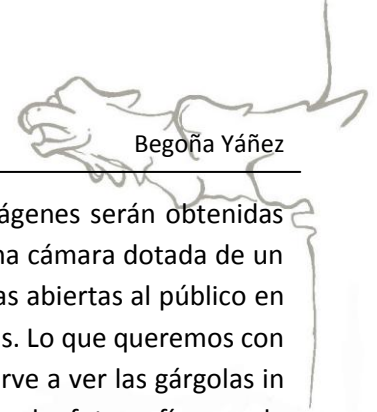 Begoña Yáñez
ágenes serán obtenidas
na cámara dotada de un
as abiertas al público en
s. Lo que queremos con
rve a ver las gárgolas in